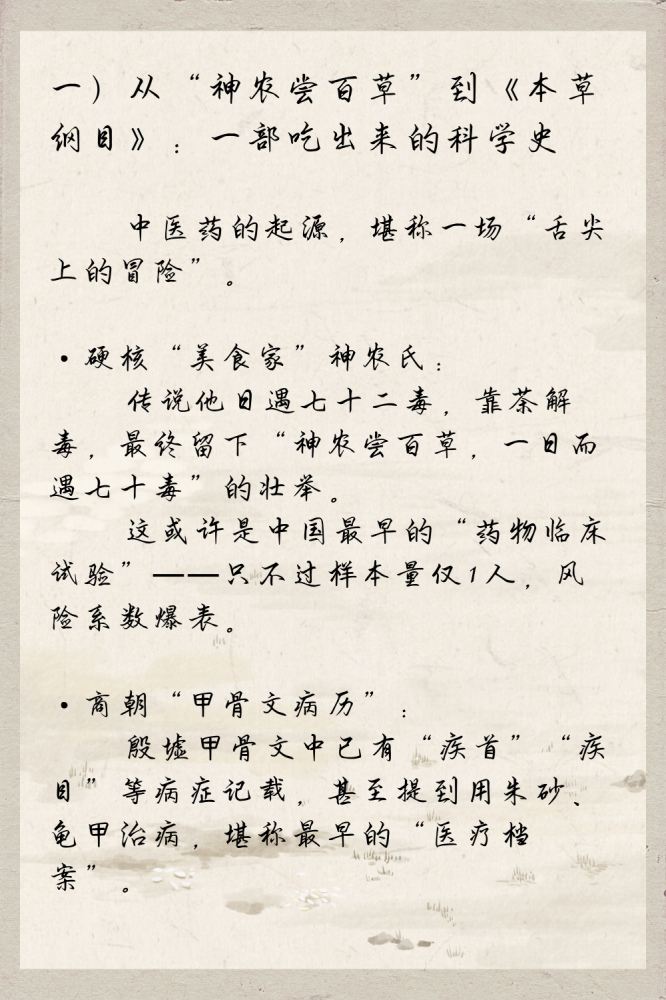 一）从“神农尝百草”到《本草
纲目》：一部吃出来的科学史
中医药的起源，堪称一场“舌尖
上的冒险”。
·硬核“美食家”神农氏：
传说他日遇七十二毒，靠茶解
毒，最终留下“神农尝百草，一日而
遇七十毒”的壮举。
这或许是中国最早的“药物临床
试验”——只不过样本量仅1人，风
险系数爆表。
·商朝“甲骨文病历”：
殷墟甲骨文中已有“疾首”“疾
目”等病症记载，甚至提到用朱砂、
龟甲治病，堪称最早的“医疗档
案”。